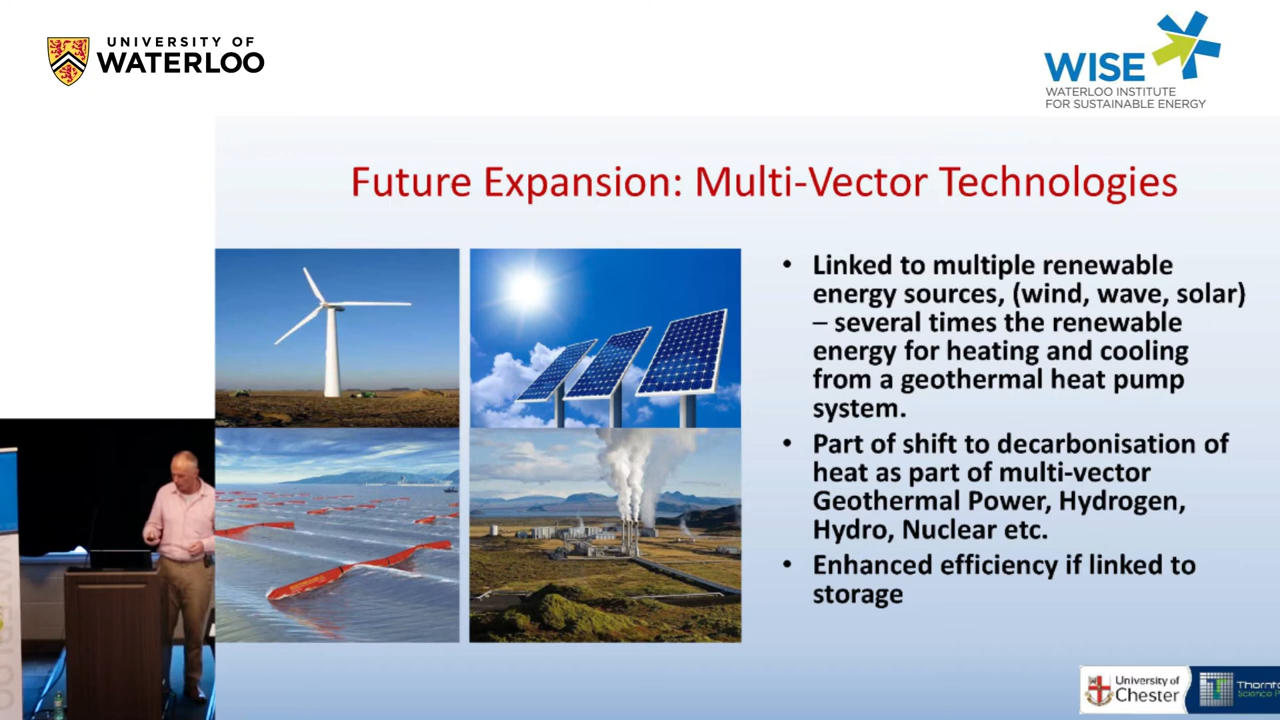 UNIVERSITY OF
WATERLOO
WISE
WATERLOO INSTITUTE
FOR SUSTAINABLE ENERGY
Future Expansion: Multi-Vector Technologies
• Linked to multiple renewable
energy sources, (wind, wave, solar)
– several times the renewable
energy for heating and cooling
from a geothermal heat pump
system.
• Part of shift to decarbonisation of
heat as part of multi-vector
Geothermal Power, Hydrogen,
Hydro, Nuclear etc.
• Enhanced efficiency if linked to
storage
University of
Chester
Science